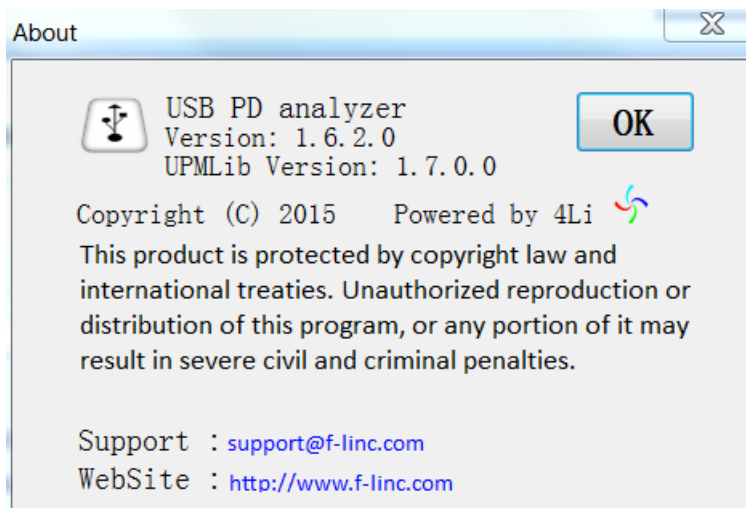 About
USB PD analyzer
Version: 1.6.2.0
OK
UPMLib Version: 1.7.0.0
Copyright (C) 2015 Powered by 4Li
This product is protected by copyright law and
international treaties. Unauthorized reproduction or
distribution of this program, or any portion of it may
result in severe civil and criminal penalties.
Support : support@f-linc.com
WebSite : http://www.f-linc.com